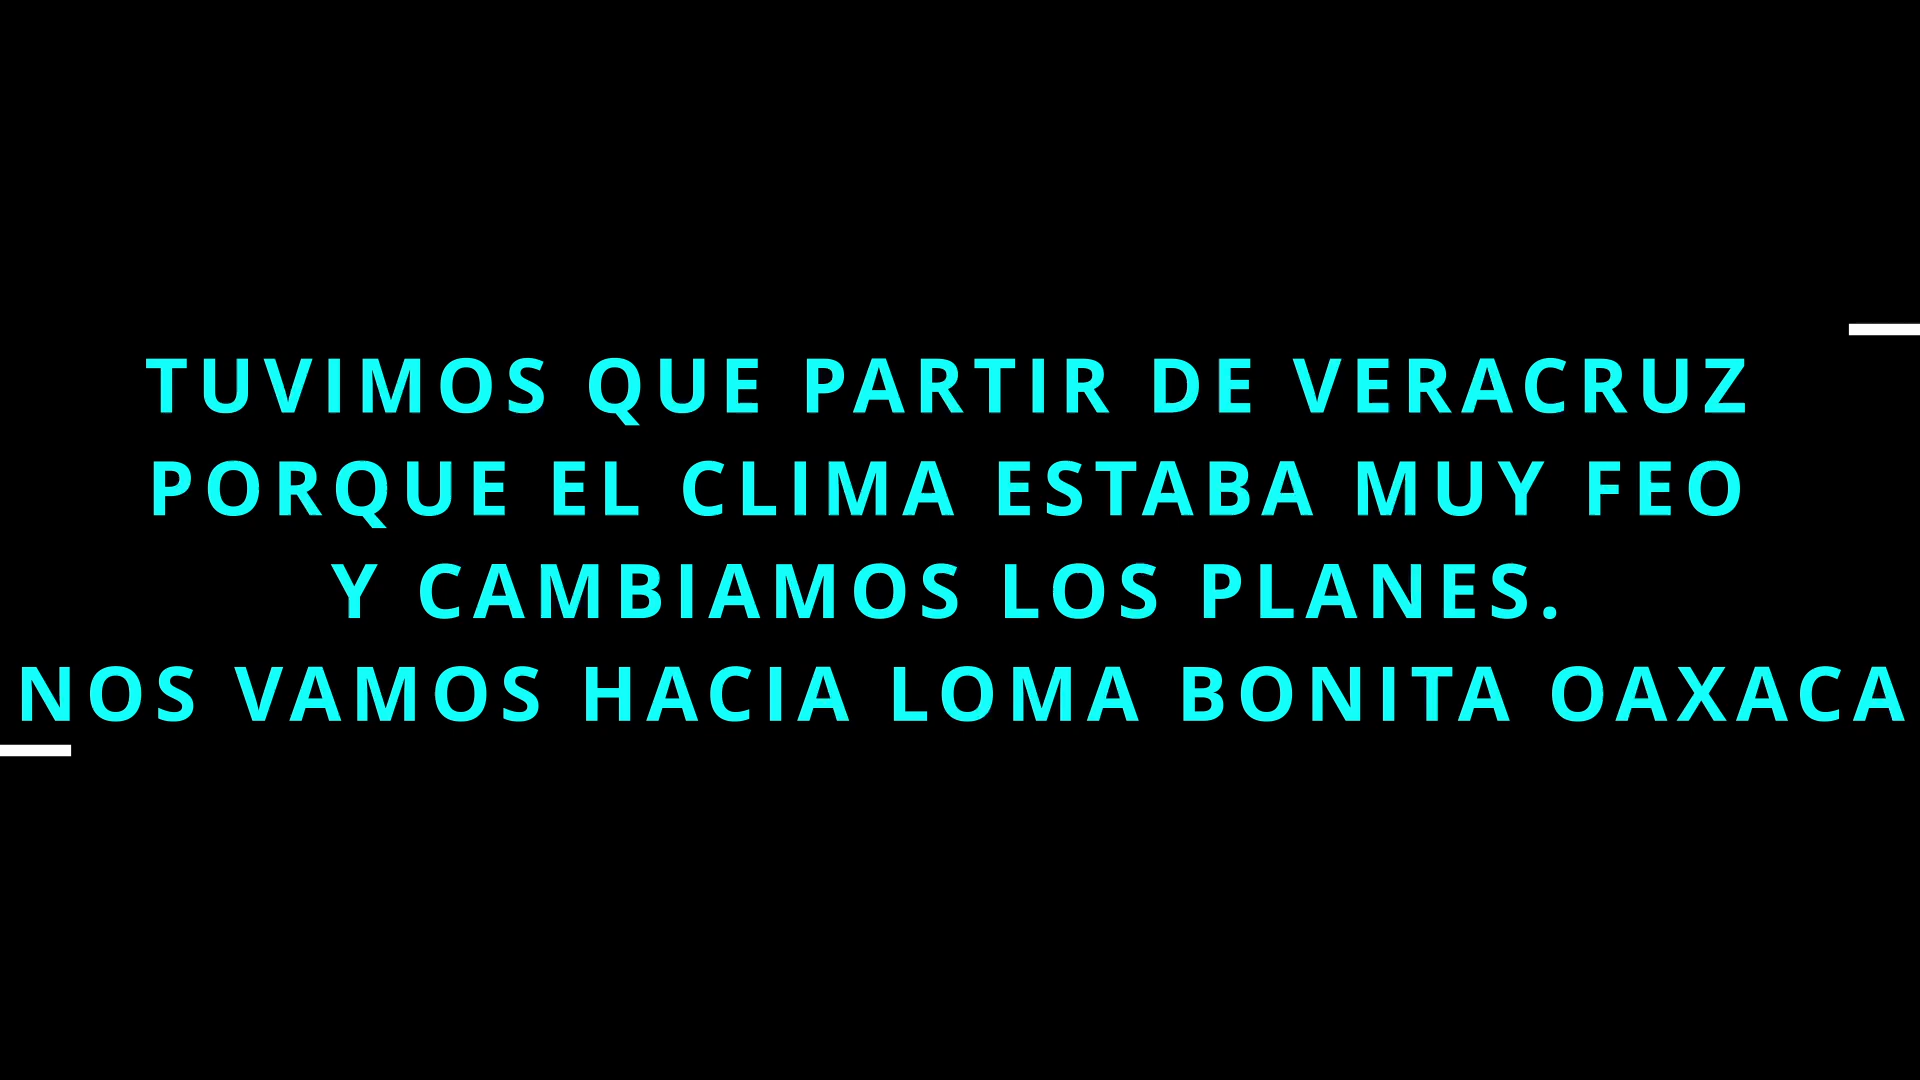 TUVIMOS QUE PARTIR DE VERACRUZ
PORQUE EL CLIMA ESTABA MUY FEO
Y CAMBIAMOS LOS PLANES.
NOS VAMOS HACIA LOMA BONITA OAXACA